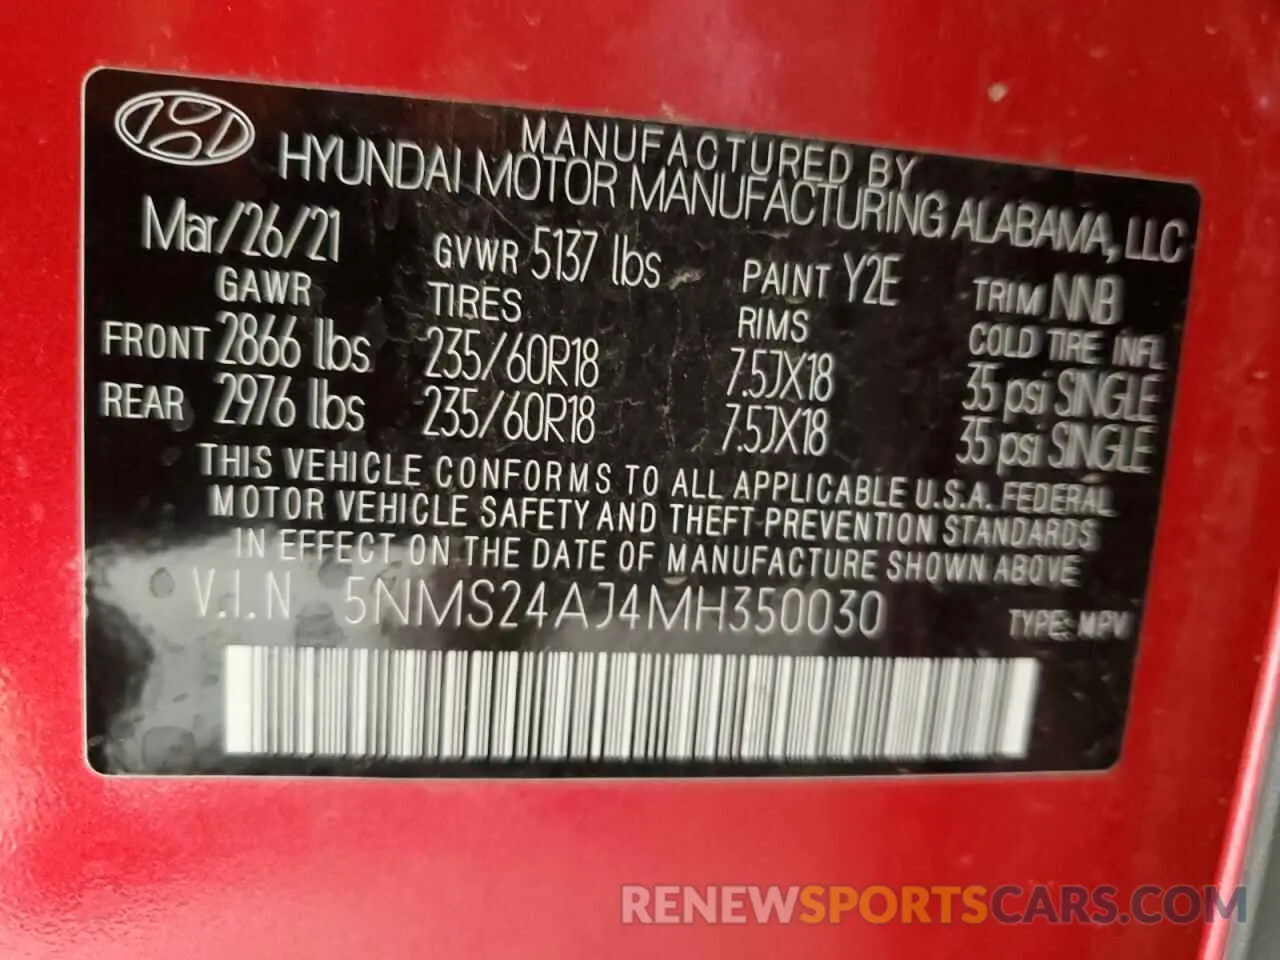 MANUFACTURED BY
HYUNDAI MOTOR MANUFACTURING ALABAMA, LLC
Mar/26/21 GVWR 5137 lbs PAINT Y2E TRIM NNB
GAWR TIRES RIMS COLD TIRE INFL
FRONT 2866 lbs 235/60R18 7.5JX18 35 psi SINGLE
REAR 2976 lbs 235/60R18 7.5JX18 35 psi SINGLE
THIS VEHICLE CONFORMS TO ALL APPLICABLE U.S.A. FEDERAL
MOTOR VEHICLE SAFETY AND THEFT PREVENTION STANDARDS
IN EFFECT ON THE DATE OF MANUFACTURE SHOWN ABOVE
V.I.N 5NMS24AJ4MH350030 TYPE: MPV
RENEWSPORTSCARS.COM